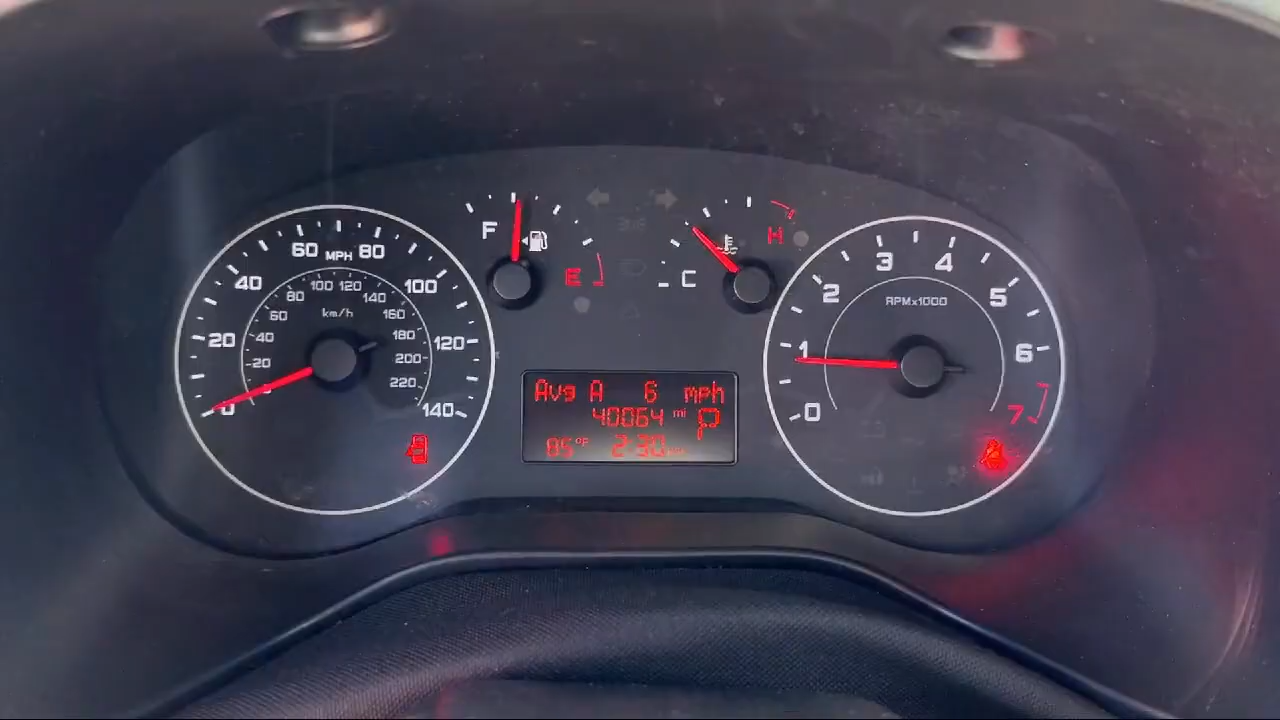 60 MPH 80
40 100
20 120
0 140
100 120
80 140
60 km/h 160
40 180
20 200
220
F
E
C
H
Avg A 6 mph
40064 mi P
85°F 2:30
3 4
2 5
RPMx1000
1 6
0 7